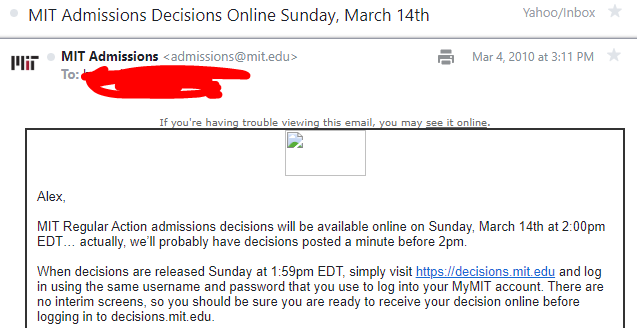 MIT Admissions Decisions Online Sunday, March 14th Yahoo/Inbox
MIT MIT Admissions <admissions@mit.edu> Mar 4, 2010 at 3:11 PM
To:
If you're having trouble viewing this email, you may see it online.
Alex,
MIT Regular Action admissions decisions will be available online on Sunday, March 14th at 2:00pm
EDT… actually, we'll probably have decisions posted a minute before 2pm.
When decisions are released Sunday at 1:59pm EDT, simply visit https://decisions.mit.edu and log
in using the same username and password that you use to log into your MyMIT account. There are
no interim screens, so you should be sure you are ready to receive your decision online before
logging in to decisions.mit.edu.